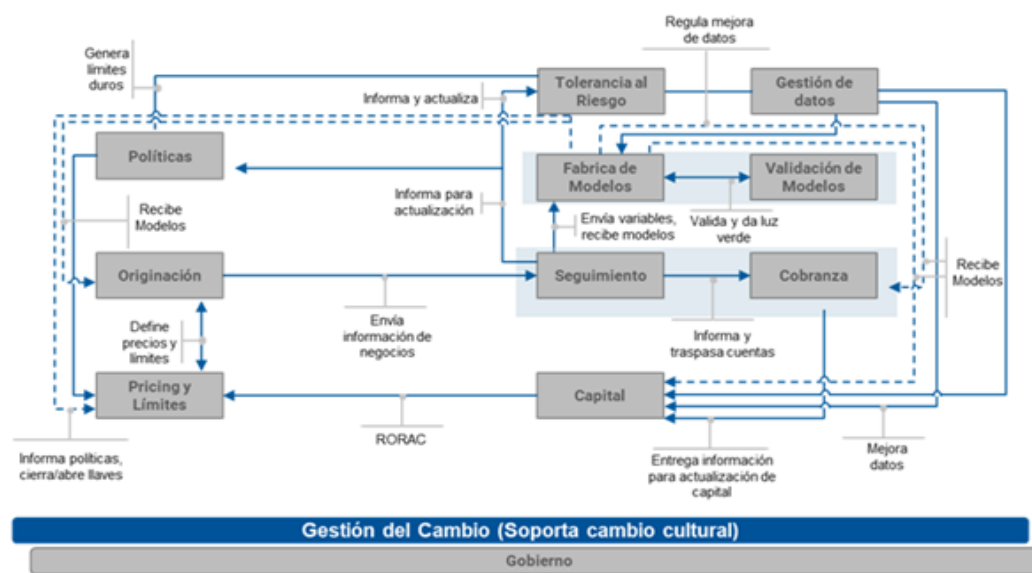 Regula mejora
de datos
Genera
límites
duros
Tolerancia al
Riesgo
Gestión de
datos
Informa y actualiza
Políticas
Fabrica de
Modelos
Validación de
Modelos
Informa para
actualización
Recibe
Modelos
Envía variables,
recibe modelos
Valida y da luz
verde
Originación
Seguimiento
Cobranza
Recibe
Modelos
Envía
información de
negocios
Informa y
traspasa cuentas
Define
precios y
límites
Pricing y
Límites
Capital
Informa políticas,
cierra/abre llaves
RORAC
Entrega información
para actualización de
capital
Mejora
datos
Gestión del Cambio (Soporta cambio cultural)
Gobierno